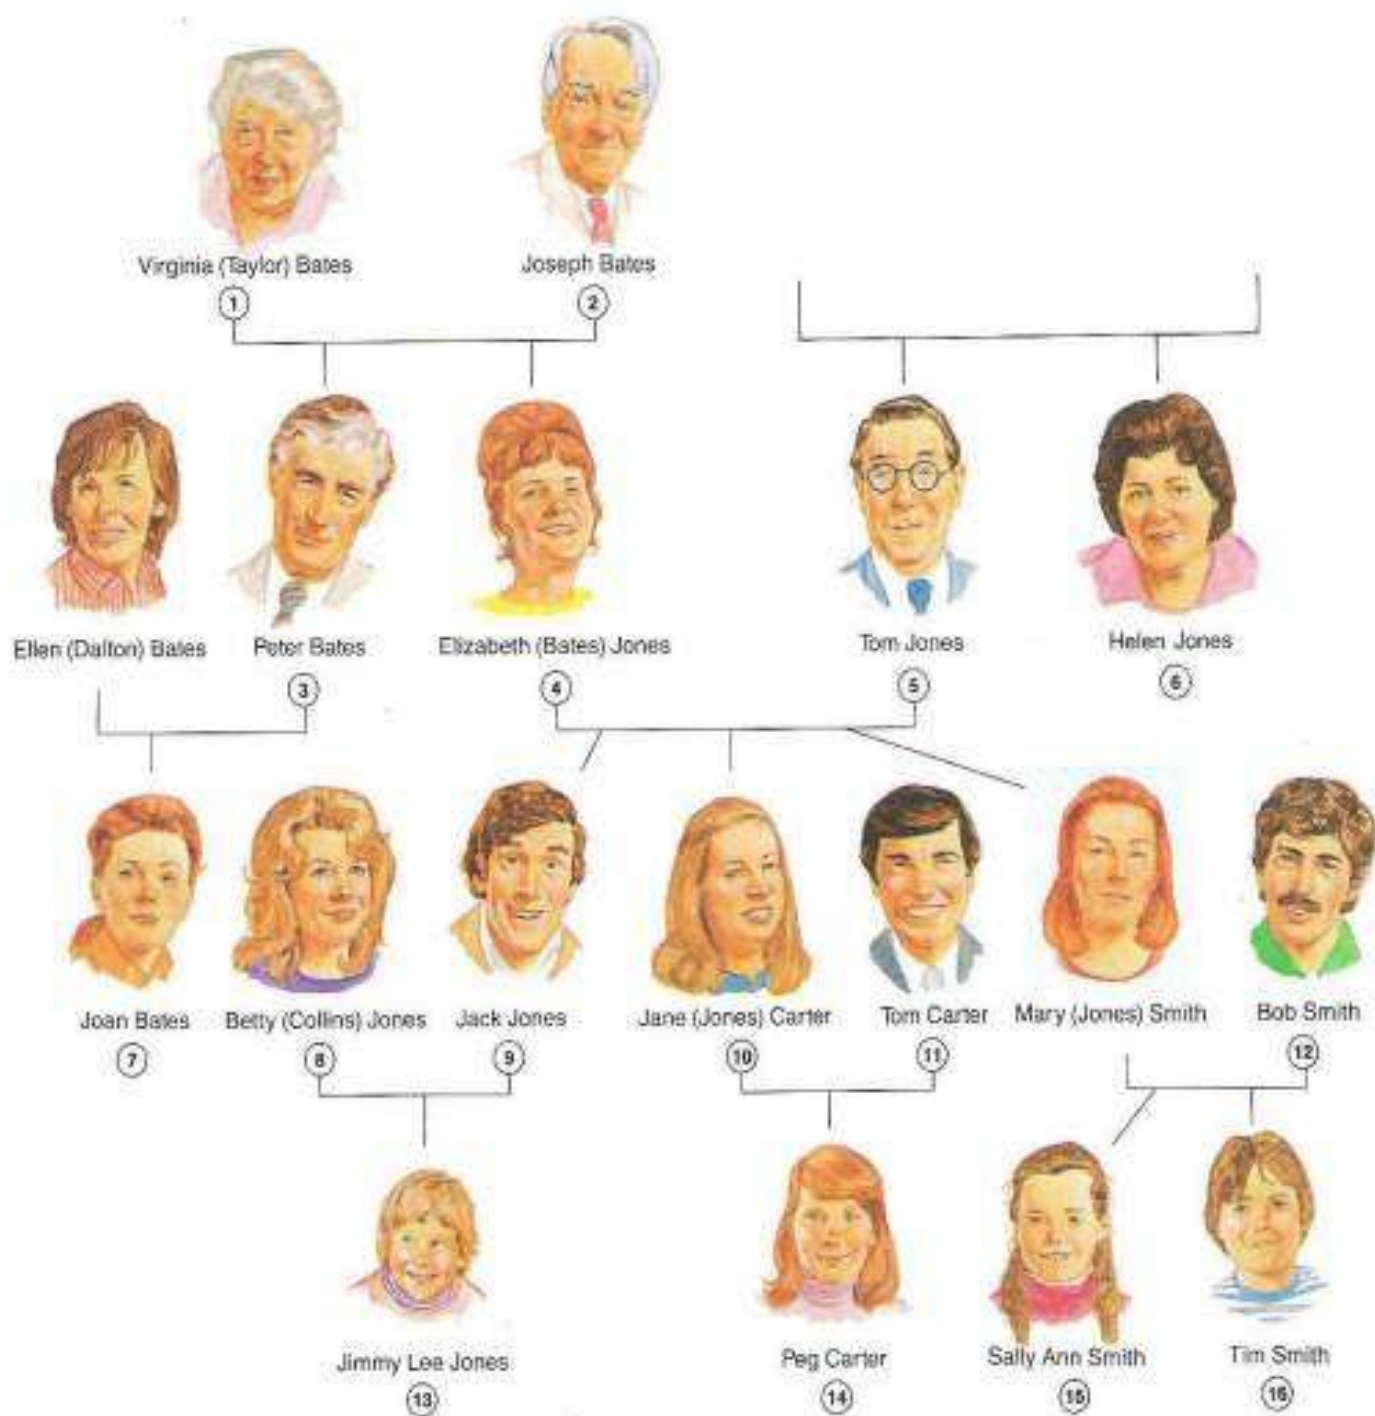 Virginia (Taylor) Bates
Joseph Bates
1
2
Ellen (Dalton) Bates
Peter Bates
Elizabeth (Bates) Jones
Tom Jones
Helen Jones
3
4
5
6
Joan Bates
Betty (Collins) Jones
Jack Jones
Jane (Jones) Carter
Tom Carter
Mary (Jones) Smith
Bob Smith
7
8
9
10
11
12
Jimmy Lee Jones
Peg Carter
Sally Ann Smith
Tim Smith
13
14
15
16